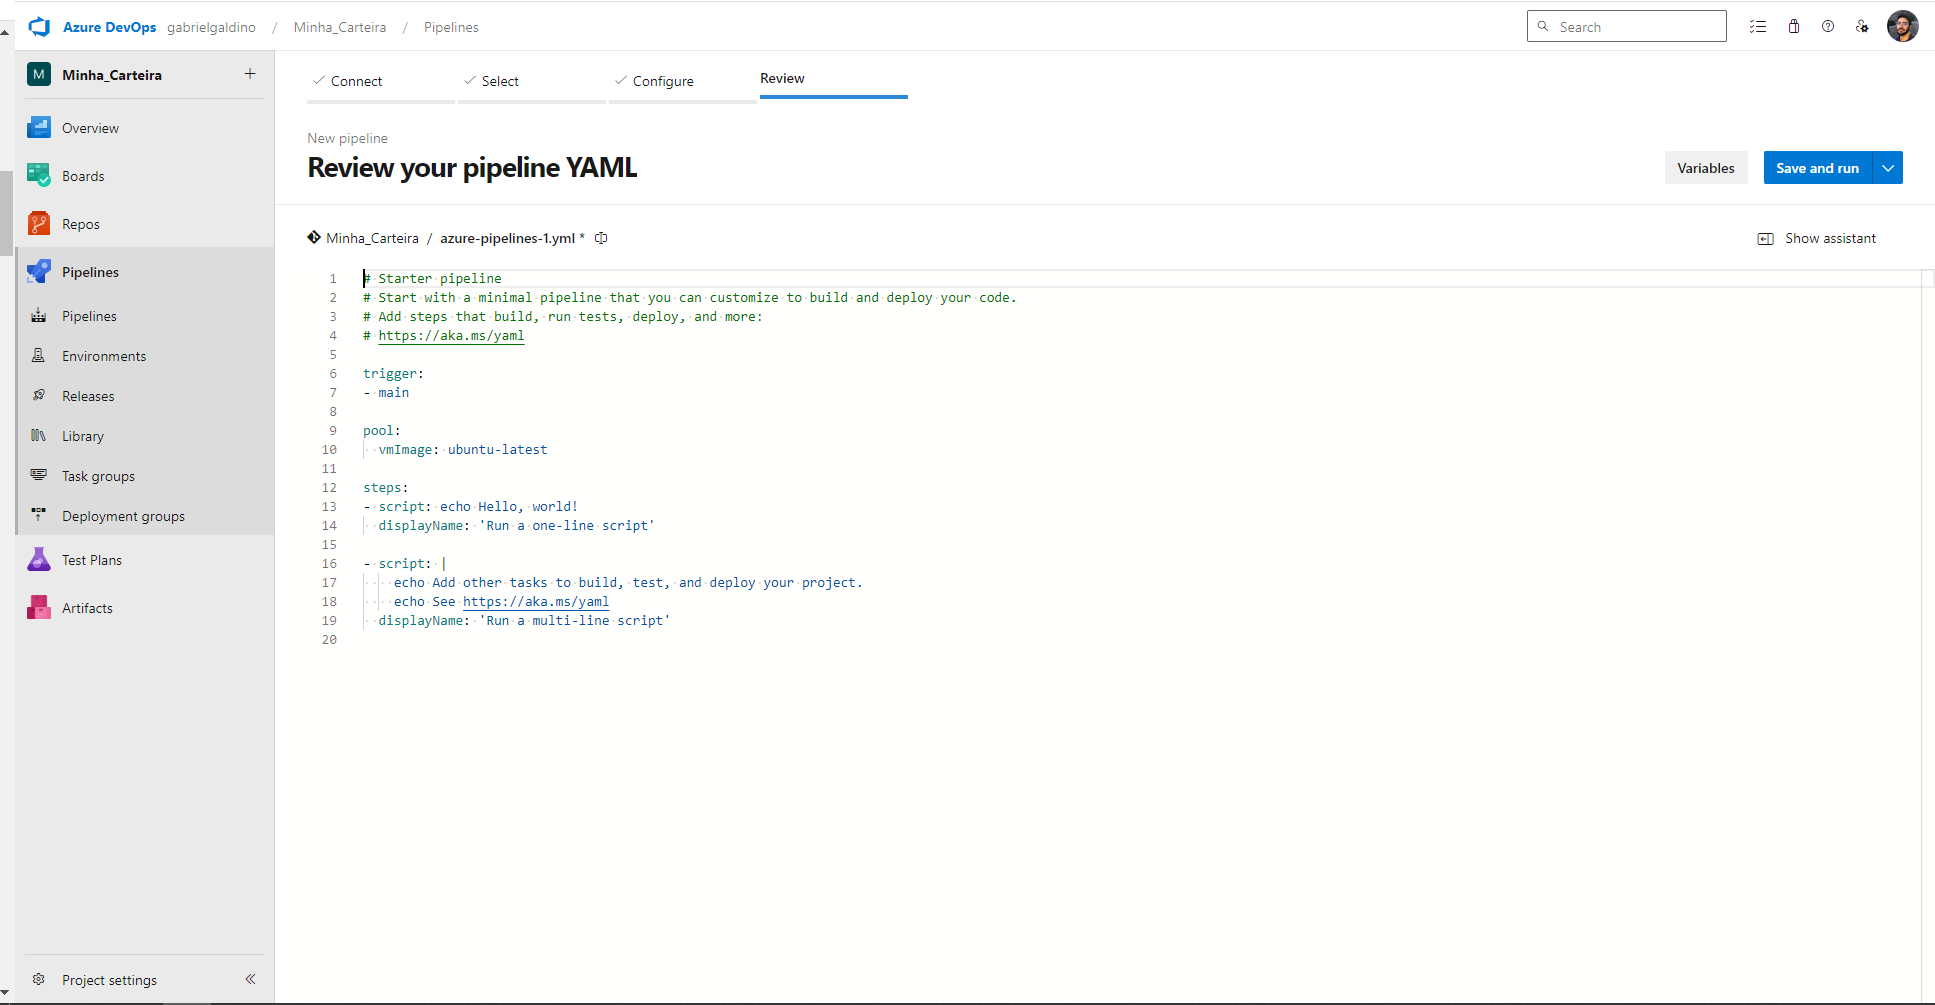 Azure DevOps gabrielgaldino / Minha_Carteira / Pipelines
Search
M Minha_Carteira +
Overview
Boards
Repos
Pipelines
Pipelines
Environments
Releases
Library
Task groups
Deployment groups
Test Plans
Artifacts
Project settings
Connect
Select
Configure
Review
New pipeline
Review your pipeline YAML
Variables
Save and run
Minha_Carteira / azure-pipelines-1.yml *
Show assistant
1 # Starter pipeline
2 # Start with a minimal pipeline that you can customize to build and deploy your code.
3 # Add steps that build, run tests, deploy, and more:
4 # https://aka.ms/yaml
5
6 trigger:
7 - main
8
9 pool:
10   vmImage: ubuntu-latest
11
12 steps:
13 - script: echo Hello, world!
14   displayName: 'Run a one-line script'
15
16 - script: |
17     echo Add other tasks to build, test, and deploy your project.
18     echo See https://aka.ms/yaml
19   displayName: 'Run a multi-line script'
20